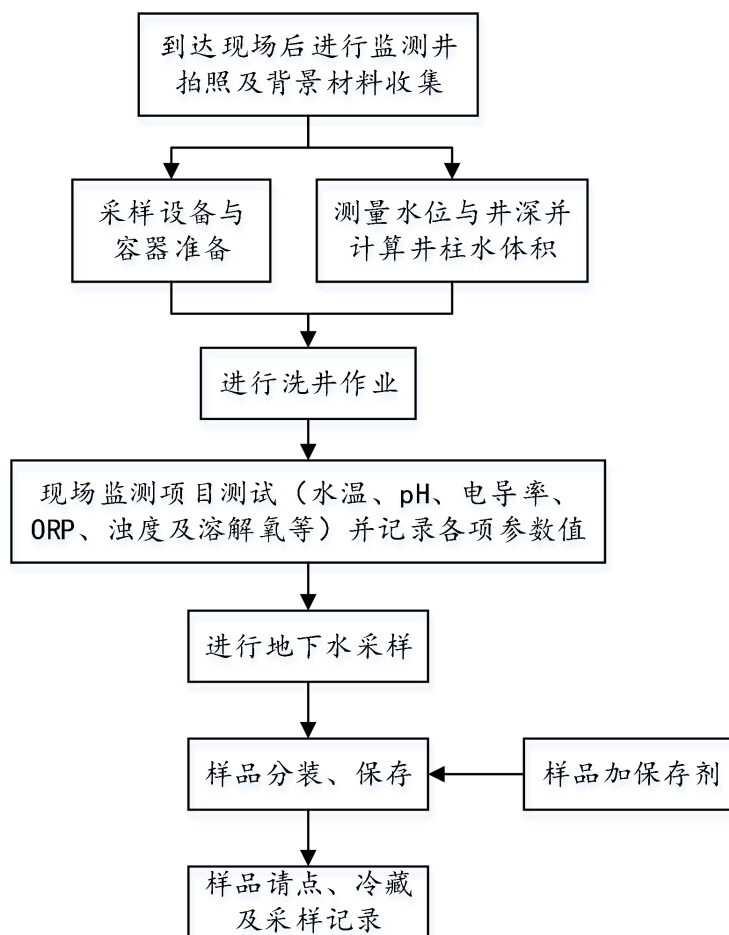 到达现场后进行监测井
拍照及背景材料收集
采样设备与
容器准备
测量水位与井深并
计算井柱水体积
进行洗井作业
现场监测项目测试（水温、pH、电导率、
ORP、浊度及溶解氧等）并记录各项参数值
进行地下水采样
样品分装、保存
样品加保存剂
样品请点、冷藏
及采样记录